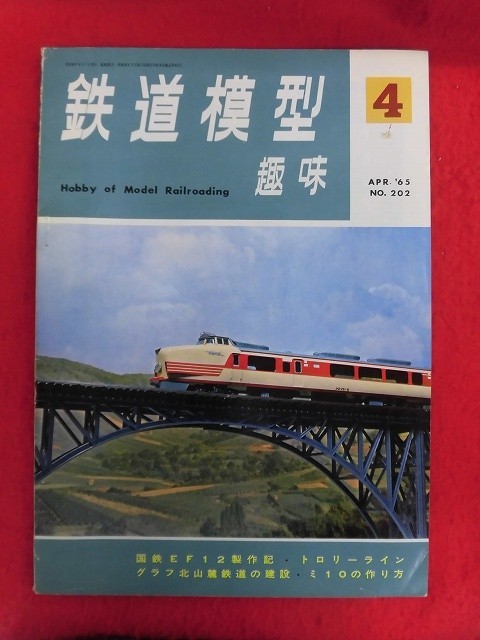 鉄道模型
趣味
Hobby of Model Railroading
4
APR. '65
NO. 202
国鉄EF12製作記・トロリーライン
グラフ北山麓鉄道の建設・ミ10の作り方